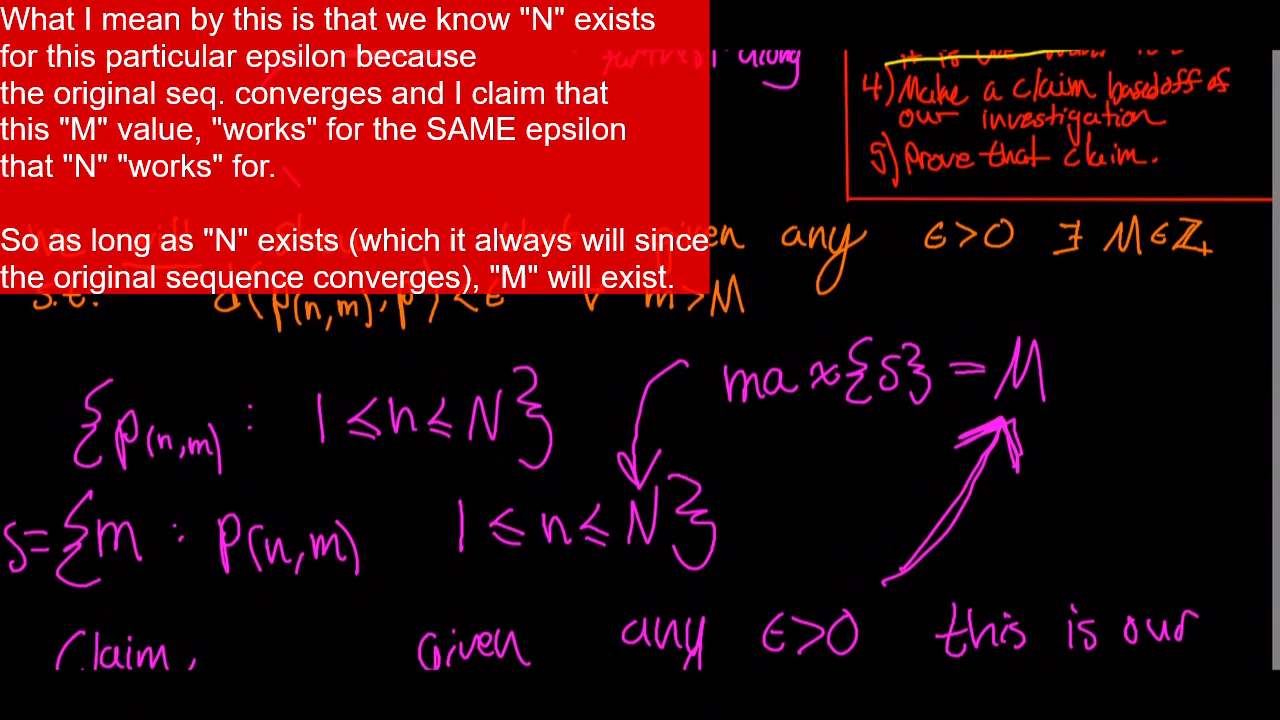 What I mean by this is that we know "N" exists
for this particular epsilon because
the original seq. converges and I claim that
this "M" value, "works" for the SAME epsilon
that "N" "works" for.
So as long as "N" exists (which it always will since
the original sequence converges), "M" will exist.
further along
4) Make a claim based off of
our investigation
5) Prove that claim.
given any ε>0 ∃ M∈Z₊
s.t. d(p(n,m), p) < ε ∀ m>M
max{S} = M
{p(n,m) : 1 ≤ n ≤ N}
S={m : p(n,m) 1 ≤ n ≤ N}
Claim, Given any ε>0 this is our